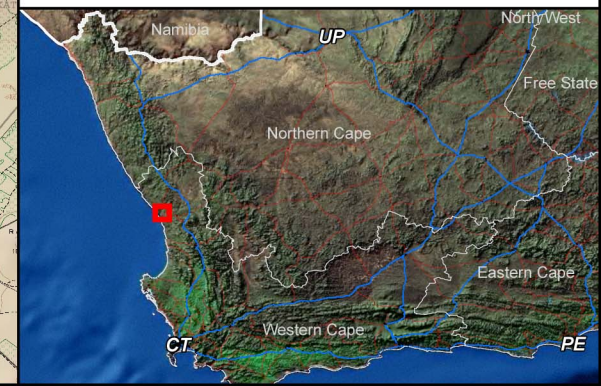 North West
Namibia
UP
Free State
Northern Cape
Eastern Cape
Western Cape
CT
PE